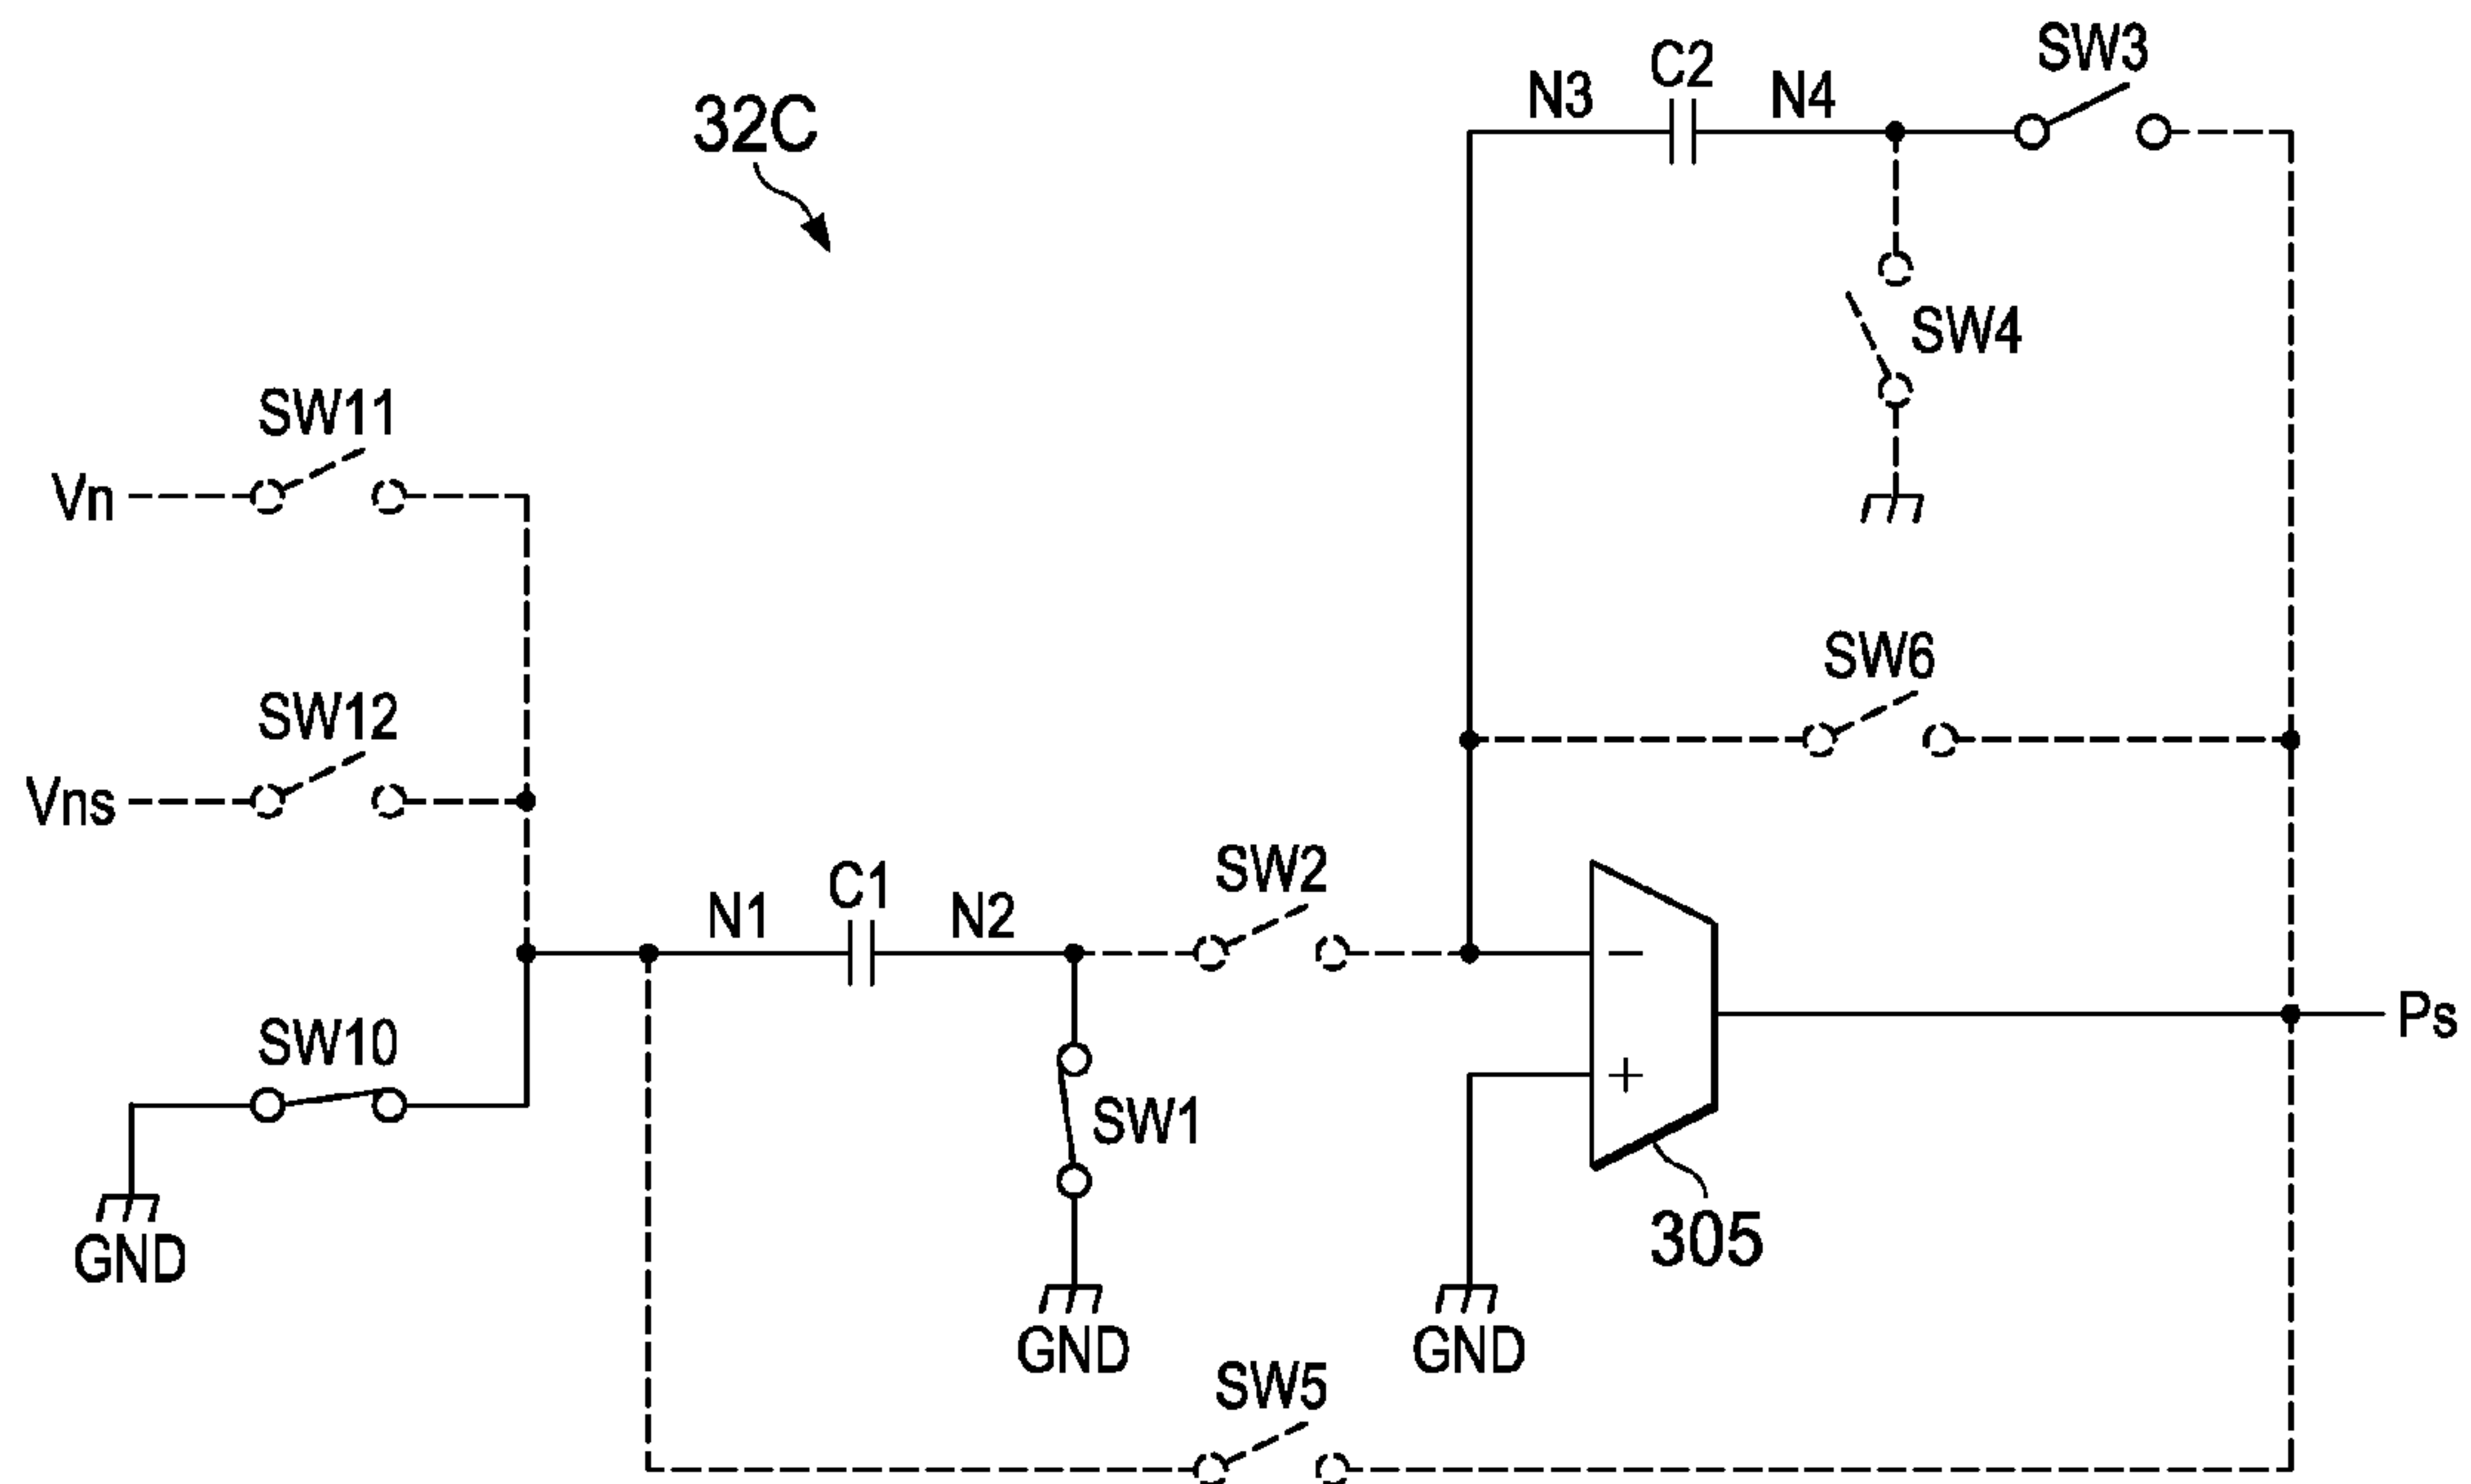 SW3
C2
N3
N4
32C
SW4
SW11
Vn
SW6
SW12
Vns
SW2
C1
N1
N2
−
Ps
SW10
+
SW1
305
GND
GND
GND
SW5